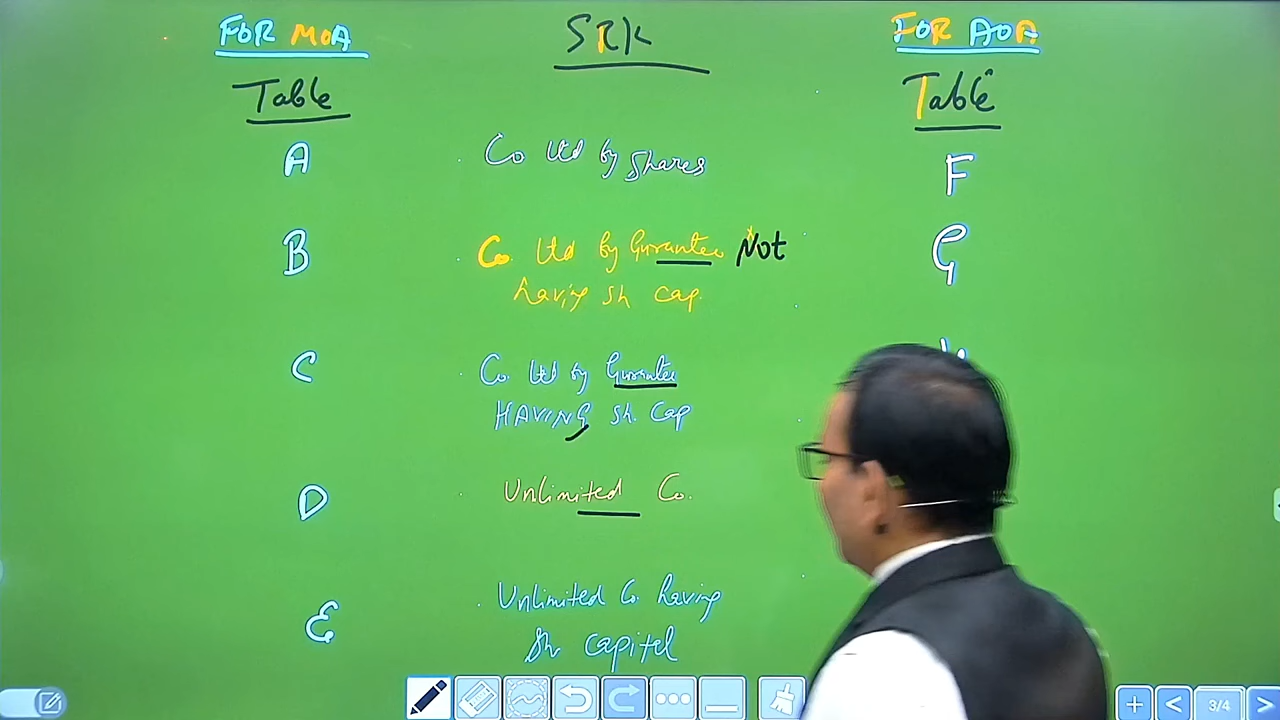 FOR MOA
SRK
FOR AOA
Table
Table
A
Co Ltd by Shares
F
B
Co. Ltd by Gurantee Not
having sh cap.
G
C
Co. Ltd by Gurantee
HAVING sh. Cap
D
Unlimited Co.
E
Unlimited Co. having
Sh capital
3/4